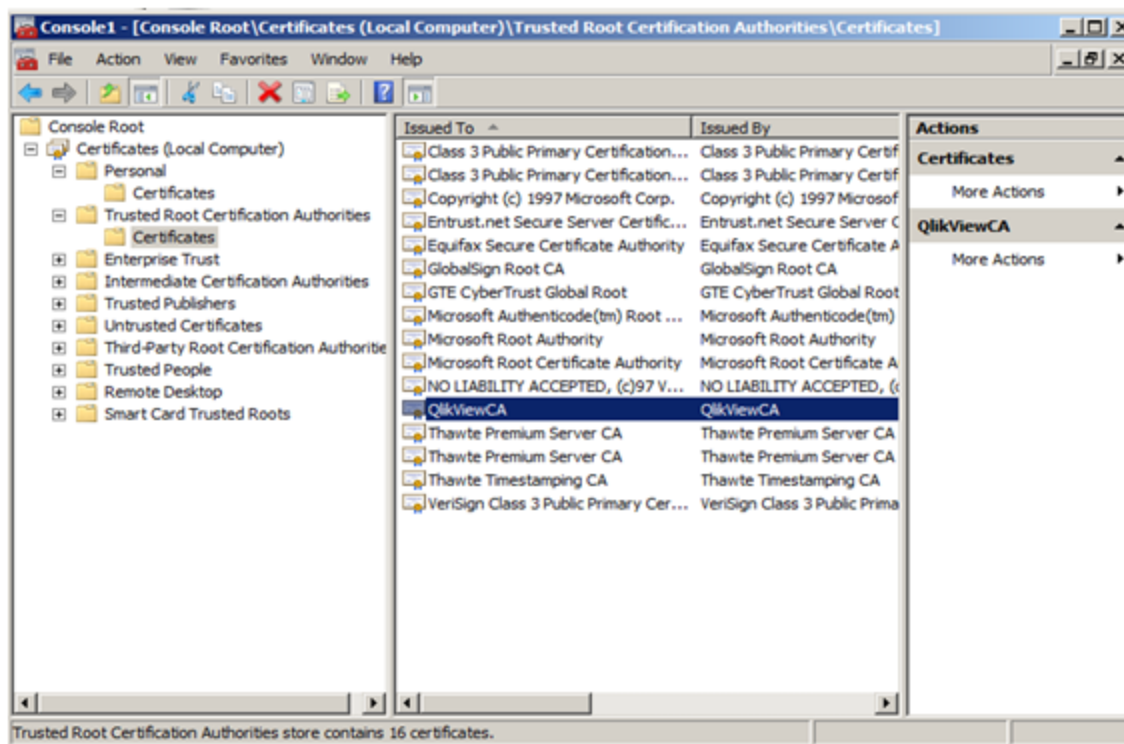 Console1 - [Console Root\Certificates (Local Computer)\Trusted Root Certification Authorities\Certificates]
File Action View Favorites Window Help
Console Root
Certificates (Local Computer)
Personal
Certificates
Trusted Root Certification Authorities
Certificates
Enterprise Trust
Intermediate Certification Authorities
Trusted Publishers
Untrusted Certificates
Third-Party Root Certification Authoritie
Trusted People
Remote Desktop
Smart Card Trusted Roots
Issued To Issued By
Class 3 Public Primary Certification... Class 3 Public Primary Certif
Class 3 Public Primary Certification... Class 3 Public Primary Certif
Copyright (c) 1997 Microsoft Corp. Copyright (c) 1997 Microsof
Entrust.net Secure Server Certific... Entrust.net Secure Server C
Equifax Secure Certificate Authority Equifax Secure Certificate A
GlobalSign Root CA GlobalSign Root CA
GTE CyberTrust Global Root GTE CyberTrust Global Root
Microsoft Authenticode(tm) Root ... Microsoft Authenticode(tm)
Microsoft Root Authority Microsoft Root Authority
Microsoft Root Certificate Authority Microsoft Root Certificate A
NO LIABILITY ACCEPTED, (c)97 V... NO LIABILITY ACCEPTED, (c
QlikViewCA QlikViewCA
Thawte Premium Server CA Thawte Premium Server CA
Thawte Premium Server CA Thawte Premium Server CA
Thawte Timestamping CA Thawte Timestamping CA
VeriSign Class 3 Public Primary Cer... VeriSign Class 3 Public Prima
Actions
Certificates
More Actions
QlikViewCA
More Actions
Trusted Root Certification Authorities store contains 16 certificates.